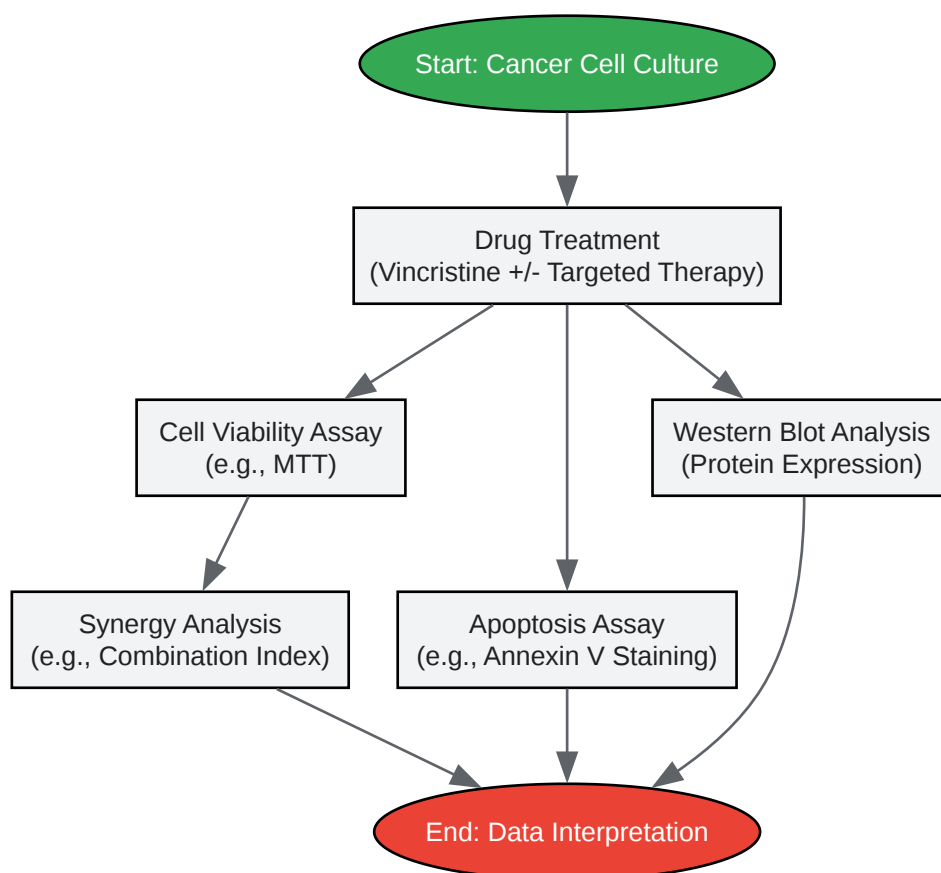 Start: Cancer Cell Culture
Drug Treatment
(Vincristine +/- Targeted Therapy)
Cell Viability Assay
(e.g., MTT)
Western Blot Analysis
(Protein Expression)
Synergy Analysis
(e.g., Combination Index)
Apoptosis Assay
(e.g., Annexin V Staining)
End: Data Interpretation